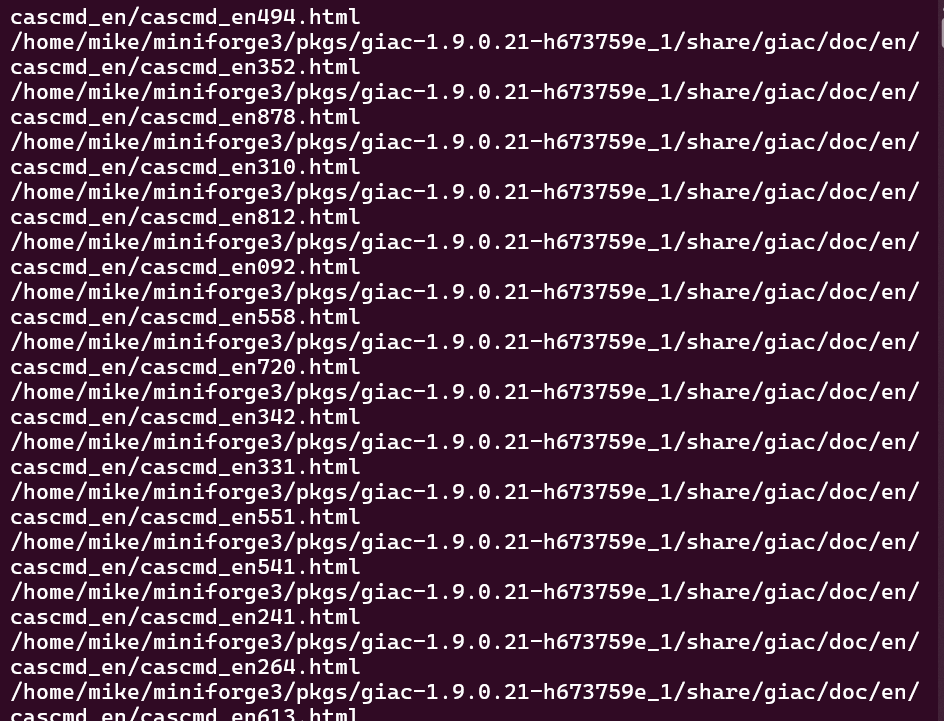 cascmd_en/cascmd_en494.html
/home/mike/miniforge3/pkgs/giac-1.9.0.21-h673759e_1/share/giac/doc/en/
cascmd_en/cascmd_en352.html
/home/mike/miniforge3/pkgs/giac-1.9.0.21-h673759e_1/share/giac/doc/en/
cascmd_en/cascmd_en878.html
/home/mike/miniforge3/pkgs/giac-1.9.0.21-h673759e_1/share/giac/doc/en/
cascmd_en/cascmd_en310.html
/home/mike/miniforge3/pkgs/giac-1.9.0.21-h673759e_1/share/giac/doc/en/
cascmd_en/cascmd_en812.html
/home/mike/miniforge3/pkgs/giac-1.9.0.21-h673759e_1/share/giac/doc/en/
cascmd_en/cascmd_en092.html
/home/mike/miniforge3/pkgs/giac-1.9.0.21-h673759e_1/share/giac/doc/en/
cascmd_en/cascmd_en558.html
/home/mike/miniforge3/pkgs/giac-1.9.0.21-h673759e_1/share/giac/doc/en/
cascmd_en/cascmd_en720.html
/home/mike/miniforge3/pkgs/giac-1.9.0.21-h673759e_1/share/giac/doc/en/
cascmd_en/cascmd_en342.html
/home/mike/miniforge3/pkgs/giac-1.9.0.21-h673759e_1/share/giac/doc/en/
cascmd_en/cascmd_en331.html
/home/mike/miniforge3/pkgs/giac-1.9.0.21-h673759e_1/share/giac/doc/en/
cascmd_en/cascmd_en551.html
/home/mike/miniforge3/pkgs/giac-1.9.0.21-h673759e_1/share/giac/doc/en/
cascmd_en/cascmd_en541.html
/home/mike/miniforge3/pkgs/giac-1.9.0.21-h673759e_1/share/giac/doc/en/
cascmd_en/cascmd_en241.html
/home/mike/miniforge3/pkgs/giac-1.9.0.21-h673759e_1/share/giac/doc/en/
cascmd_en/cascmd_en264.html
/home/mike/miniforge3/pkgs/giac-1.9.0.21-h673759e_1/share/giac/doc/en/
cascmd_en/cascmd_en613.html